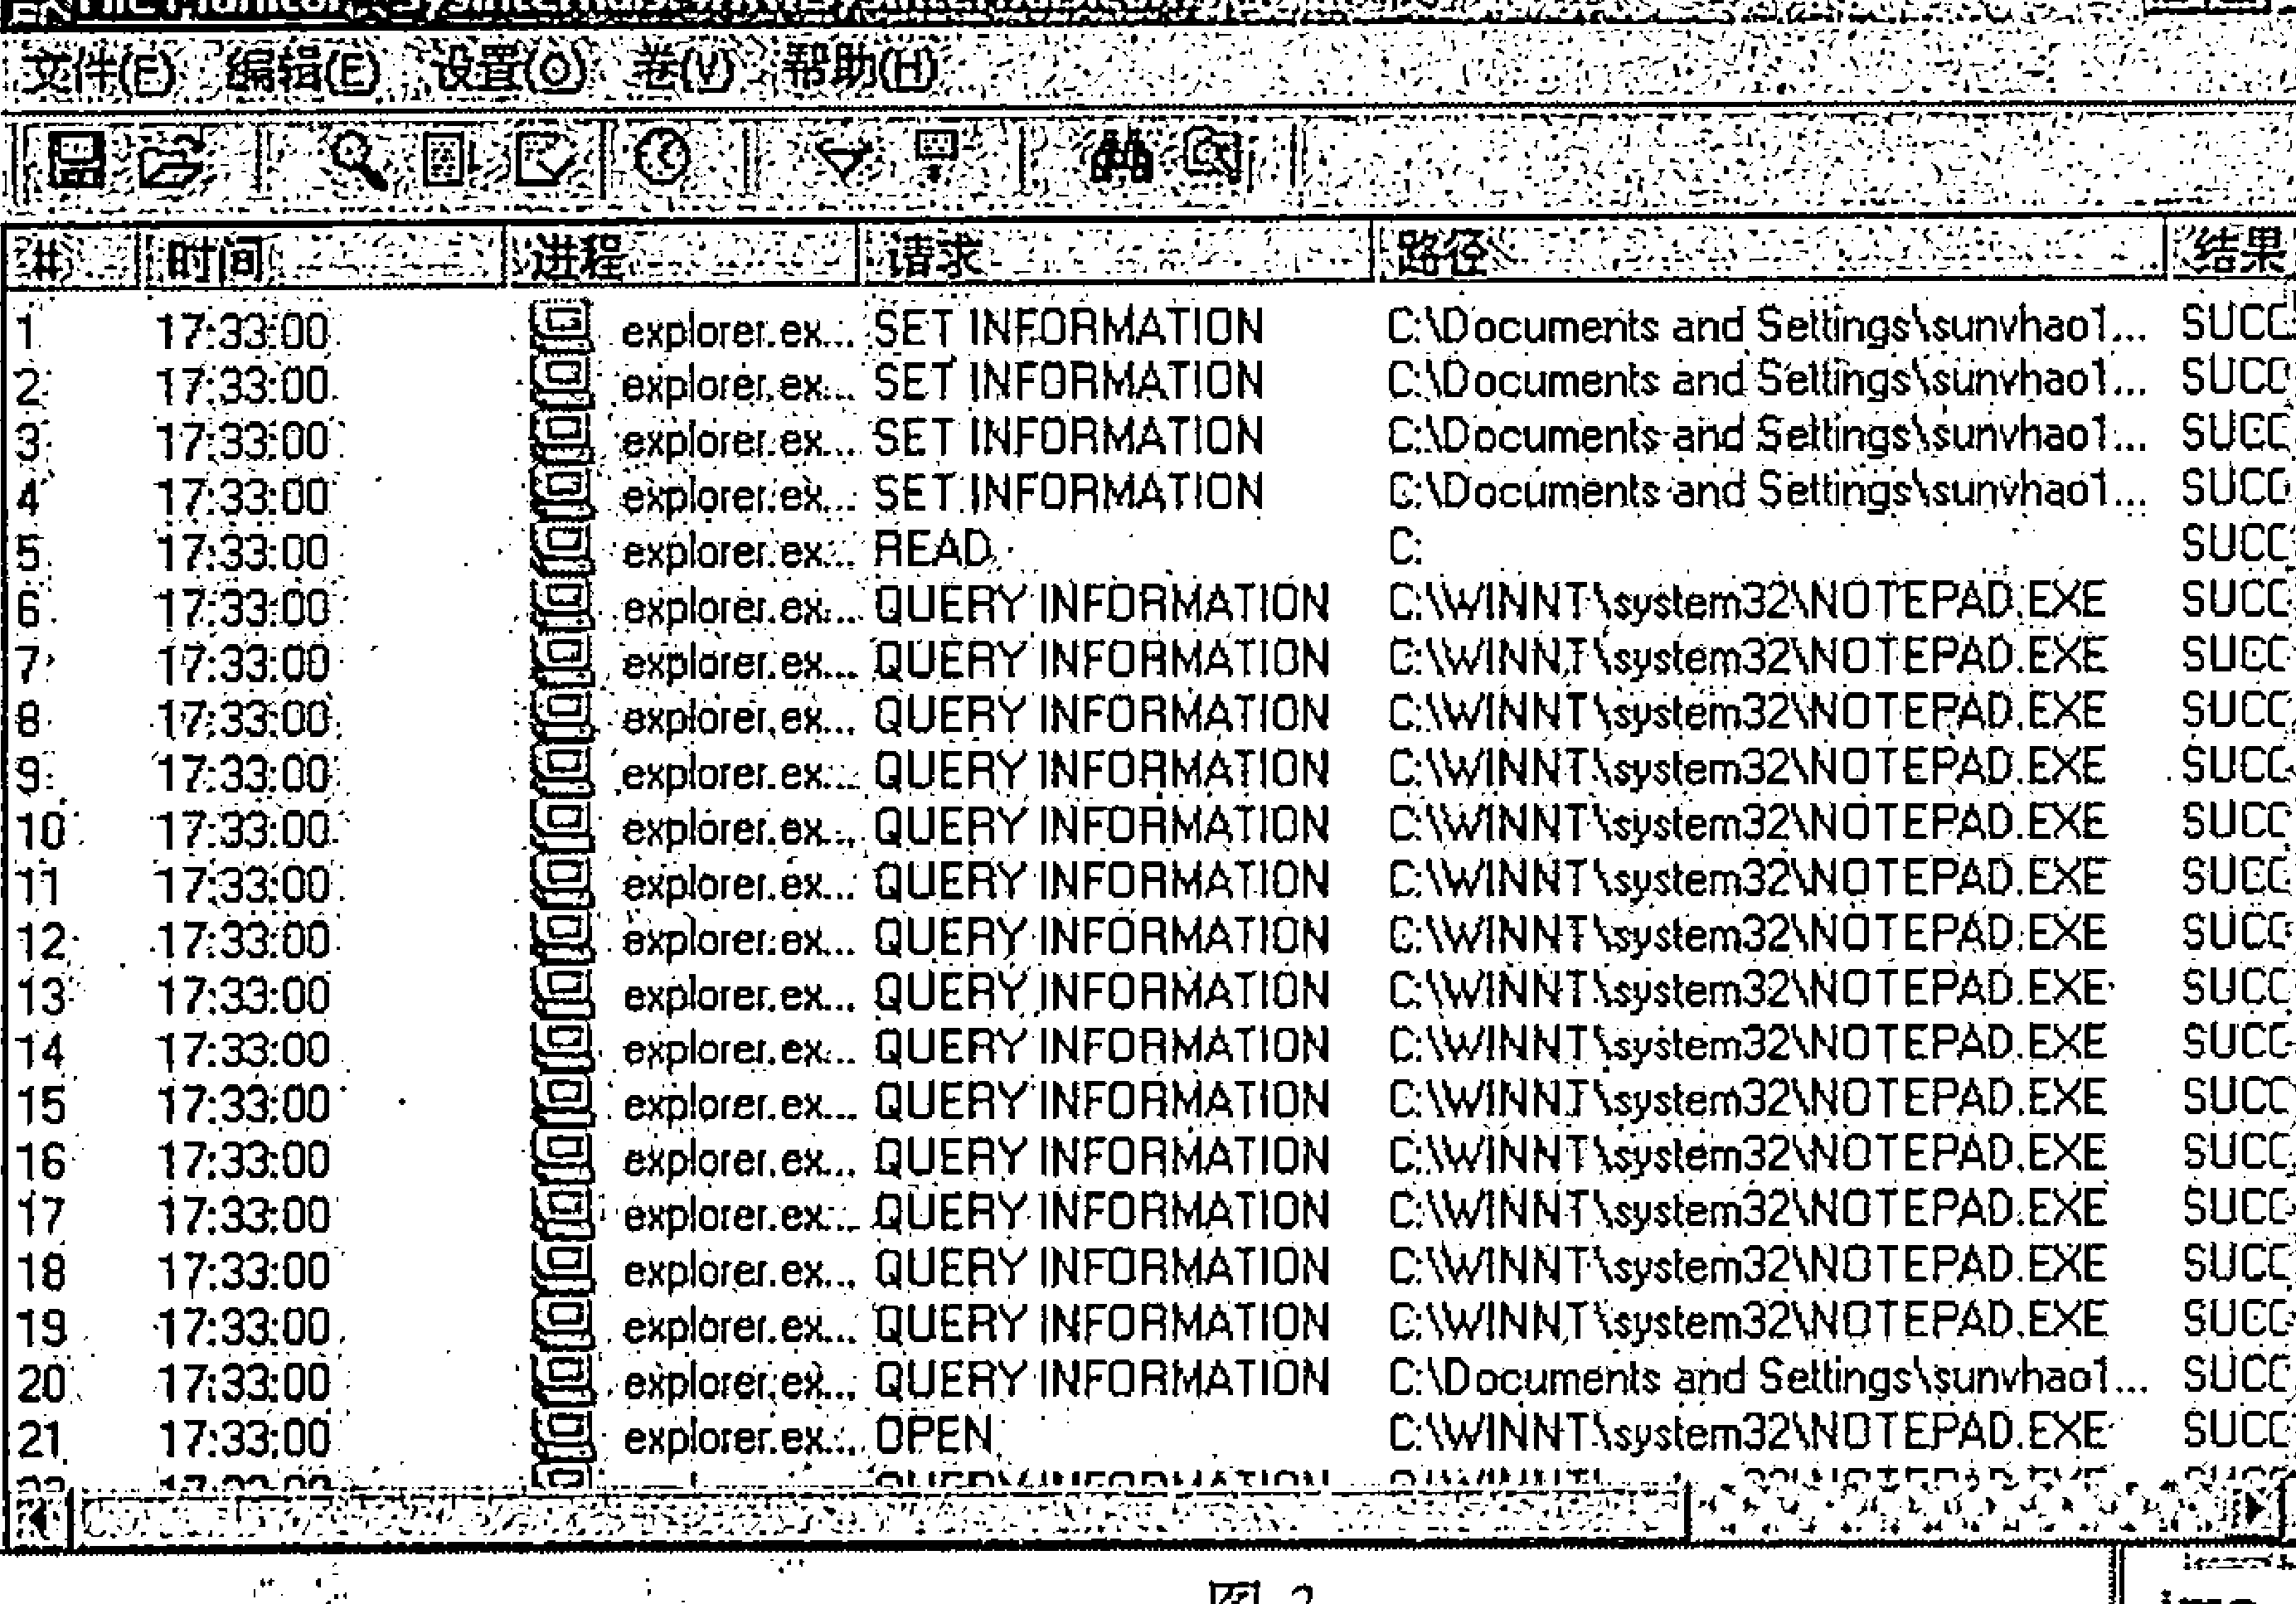 File Monitor - Sysinternals:
文件(F) 编辑(E) 设置(O) 卷(V) 帮助(H)
# 时间 进程 请求 路径 结果
1 17:33:00 explorer.ex... SET INFORMATION C:\Documents and Settings\sunvhao1... SUCC
2 17:33:00 explorer.ex... SET INFORMATION C:\Documents and Settings\sunvhao1... SUCC
3 17:33:00 explorer.ex... SET INFORMATION C:\Documents and Settings\sunvhao1... SUCC
4 17:33:00 explorer.ex... SET INFORMATION C:\Documents and Settings\sunvhao1... SUCC
5 17:33:00 explorer.ex... READ C: SUCC
6 17:33:00 explorer.ex... QUERY INFORMATION C:\WINNT\system32\NOTEPAD.EXE SUCC
7 17:33:00 explorer.ex... QUERY INFORMATION C:\WINNT\system32\NOTEPAD.EXE SUCC
8 17:33:00 explorer.ex... QUERY INFORMATION C:\WINNT\system32\NOTEPAD.EXE SUCC
9 17:33:00 explorer.ex... QUERY INFORMATION C:\WINNT\system32\NOTEPAD.EXE SUCC
10 17:33:00 explorer.ex... QUERY INFORMATION C:\WINNT\system32\NOTEPAD.EXE SUCC
11 17:33:00 explorer.ex... QUERY INFORMATION C:\WINNT\system32\NOTEPAD.EXE SUCC
12 17:33:00 explorer.ex... QUERY INFORMATION C:\WINNT\system32\NOTEPAD.EXE SUCC
13 17:33:00 explorer.ex... QUERY INFORMATION C:\WINNT\system32\NOTEPAD.EXE SUCC
14 17:33:00 explorer.ex... QUERY INFORMATION C:\WINNT\system32\NOTEPAD.EXE SUCC
15 17:33:00 explorer.ex... QUERY INFORMATION C:\WINNT\system32\NOTEPAD.EXE SUCC
16 17:33:00 explorer.ex... QUERY INFORMATION C:\WINNT\system32\NOTEPAD.EXE SUCC
17 17:33:00 explorer.ex... QUERY INFORMATION C:\WINNT\system32\NOTEPAD.EXE SUCC
18 17:33:00 explorer.ex... QUERY INFORMATION C:\WINNT\system32\NOTEPAD.EXE SUCC
19 17:33:00 explorer.ex... QUERY INFORMATION C:\WINNT\system32\NOTEPAD.EXE SUCC
20 17:33:00 explorer.ex... QUERY INFORMATION C:\Documents and Settings\sunvhao1... SUCC
21 17:33:00 explorer.ex... OPEN C:\WINNT\system32\NOTEPAD.EXE SUCC
图 2